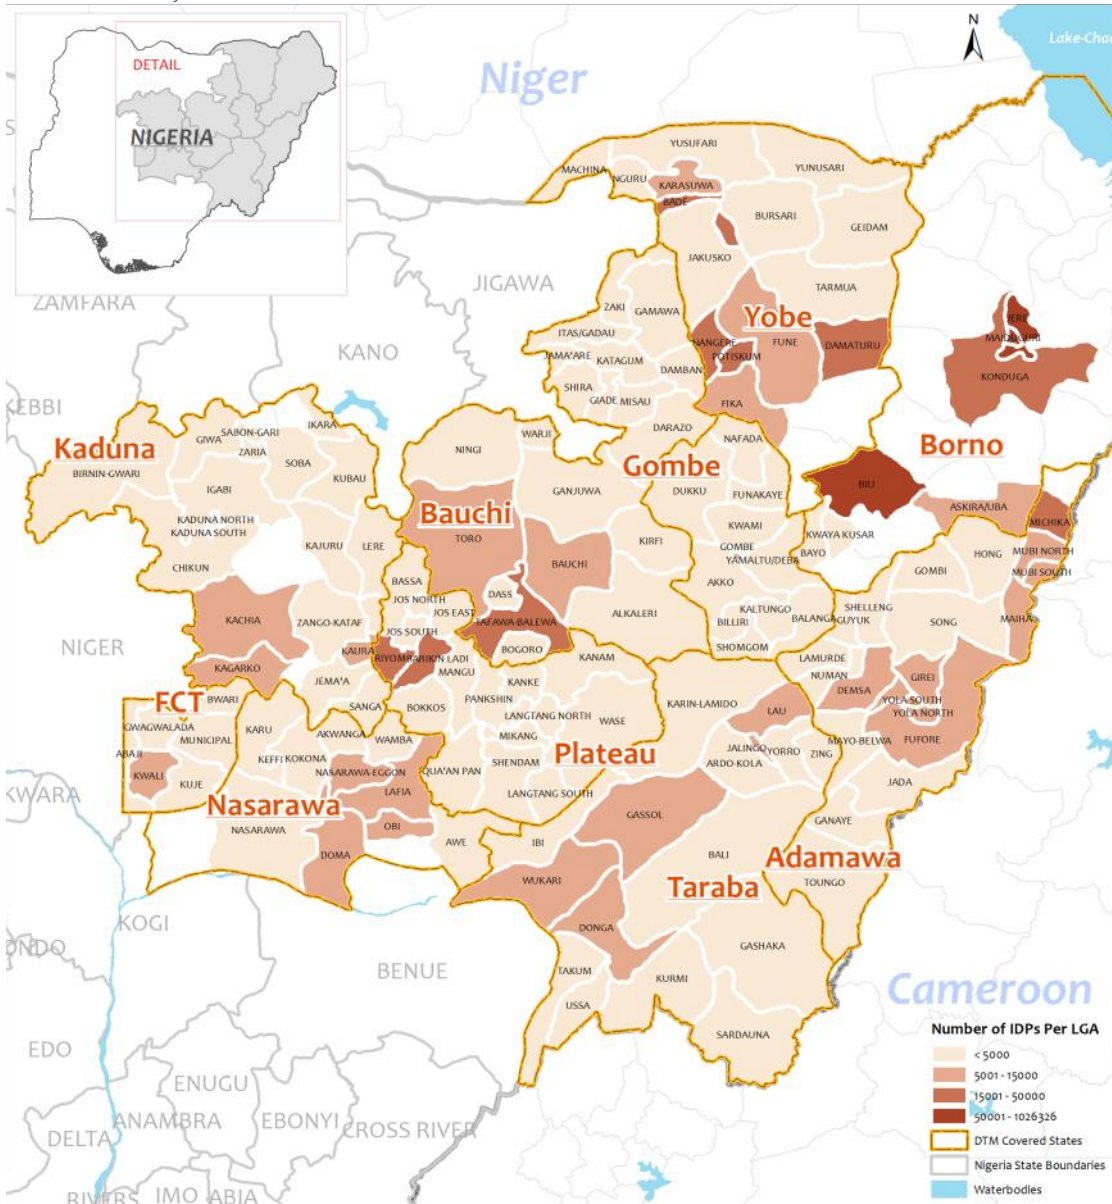 N
Lake-Chad
Niger
DETAIL
NIGERIA
YUSUFARI
MACHINA
NGURU
YUNUSARI
KARASUWA
BADE
BURSARI
GEIDAM
JAKUSKO
JIGAWA
ZAMFARA
TARMUA
ZAKI
GAMAWA
Yobe
JERE
MAIDUGURI
ITAS/GADAU
NANGERE
FUNE
DAMATURU
KANO
JAMA'ARE
KATAGUM
POTISKUM
DAMBAN
KONDUGA
SHIRA
GIADE
MISAU
FIKA
KEBBI
IKARA
SABON-GARI
GIWA
DARAZO
WARJI
NAFADA
Kaduna
ZARIA
NINGI
Borno
BIRNIN-GWARI
SOBA
Gombe
KUBAU
IGABI
DUKKU
FUNAKAYE
BIU
GANJUWA
Bauchi
ASKIRA/UBA
KADUNA NORTH
KADUNA SOUTH
KWAMI
MICHIKA
TORO
KIRFI
KWAYA KUSAR
KAJURU
LERE
GOMBE
BAYO
HONG
MUBI NORTH
YAMALTU/DEBA
BAUCHI
CHIKUN
GOMBI
MUBI SOUTH
BASSA
AKKO
DASS
JOS NORTH
KACHIA
ALKALERI
KALTUNGO
SHELLENG
JOS EAST
BILLIRI
BALANGA
GUYUK
SONG
MAIHA
ZANGO-KATAF
TAFAWA-BALEWA
JOS SOUTH
NIGER
SHOMGOM
KAURA
BOGORO
RIYOM
BARIKIN LADI
KANAM
LAMURDE
KAGARKO
MANGU
NUMAN
GIREI
JEMA'A
KANKE
DEMSA
FCT
BWARI
PANKSHIN
KARIN-LAMIDO
YOLA SOUTH
SANGA
BOKKOS
LAU
YOLA NORTH
LANGTANG NORTH
GWAGWALADA
KARU
WASE
AKWANGA
MIKANG
MUNICIPAL
WAMBA
JALINGO
YORRO
MAYO-BELWA
FUFORE
ABAJI
KEFFI
KOKONA
ZING
Plateau
ARDO-KOLA
KWALI
NASARAWA-EGGON
QUA'AN PAN
SHENDAM
KUJE
JADA
KWARA
LAFIA
LANGTANG SOUTH
Nasarawa
GASSOL
OBI
GANAYE
NASARAWA
AWE
IBI
DOMA
BALI
Adamawa
WUKARI
TOUNGO
Taraba
KOGI
DONGA
ONDO
GASHAKA
BENUE
TAKUM
KURMI
Cameroon
USSA
SARDAUNA
EDO
Number of IDPs Per LGA
< 5000
5001 - 15000
15001 - 50000
50001 - 1026326
DTM Covered States
Nigeria State Boundaries
Waterbodies
ENUGU
ANAMBRA
EBONYI
CROSS RIVER
DELTA
RIVERS
IMO
ABIA